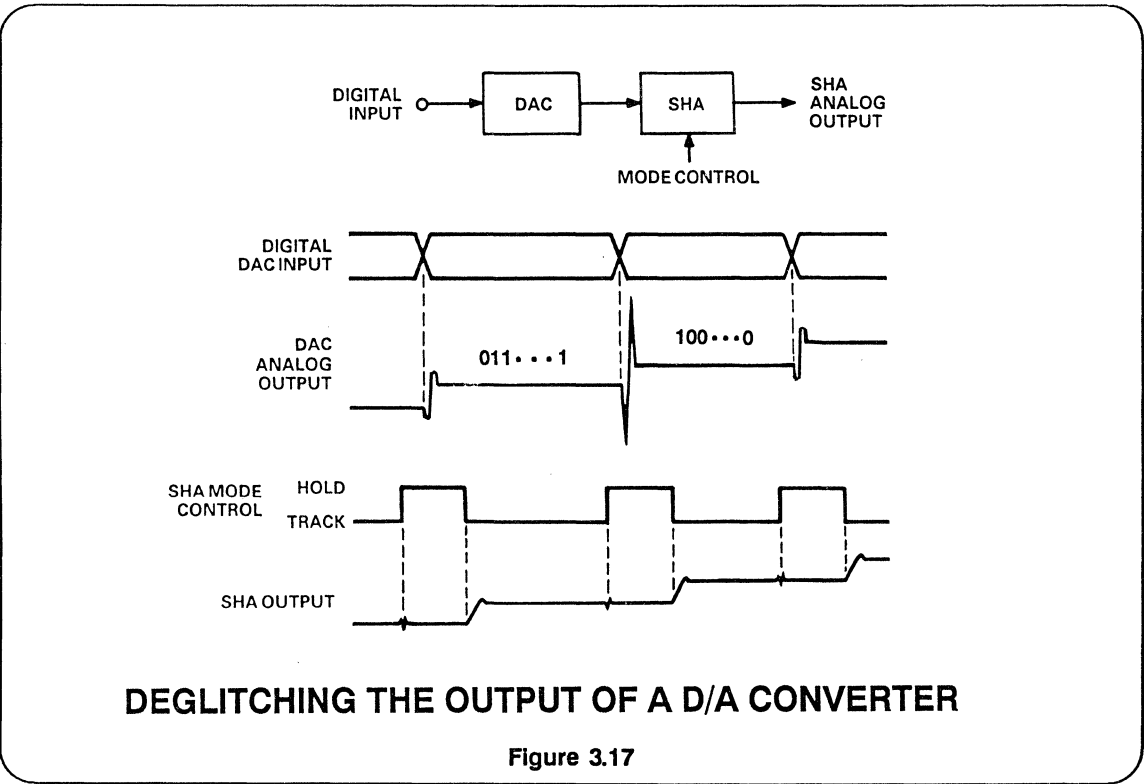 DIGITAL
INPUT
DAC
SHA
SHA
ANALOG
OUTPUT
MODE CONTROL
DIGITAL
DAC INPUT
DAC
ANALOG
OUTPUT
011•••1
100•••0
SHA MODE
CONTROL
HOLD
TRACK
SHA OUTPUT
DEGLITCHING THE OUTPUT OF A D/A CONVERTER
Figure 3.17